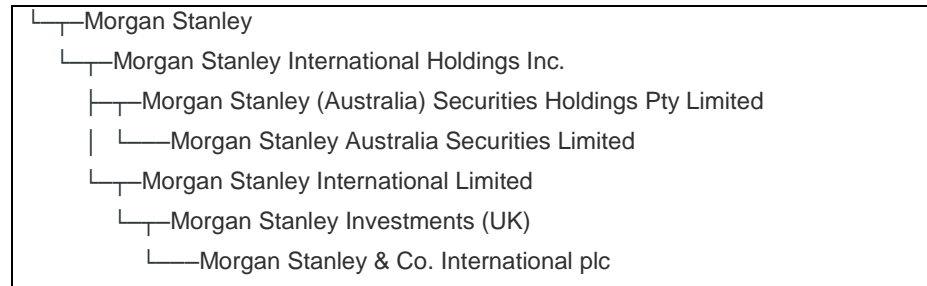 Morgan Stanley
Morgan Stanley International Holdings Inc.
Morgan Stanley (Australia) Securities Holdings Pty Limited
Morgan Stanley Australia Securities Limited
Morgan Stanley International Limited
Morgan Stanley Investments (UK)
Morgan Stanley & Co. International plc